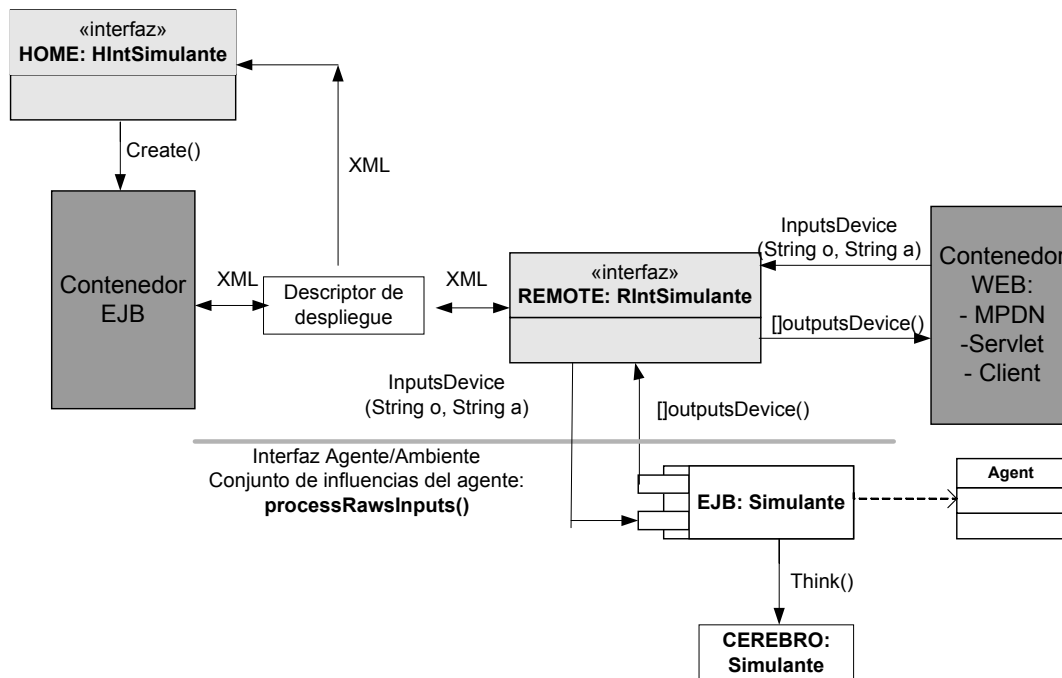 «interfaz»
HOME: HIntSimulante
Create()
XML
Contenedor
EJB
XML
Descriptor de
despliegue
XML
«interfaz»
REMOTE: RIntSimulante
InputsDevice
(String o, String a)
[]outputsDevice()
Contenedor
WEB:
- MPDN
-Servlet
- Client
InputsDevice
(String o, String a)
[]outputsDevice()
Interfaz Agente/Ambiente
Conjunto de influencias del agente:
processRawsInputs()
EJB: Simulante
Agent
Think()
CEREBRO:
Simulante